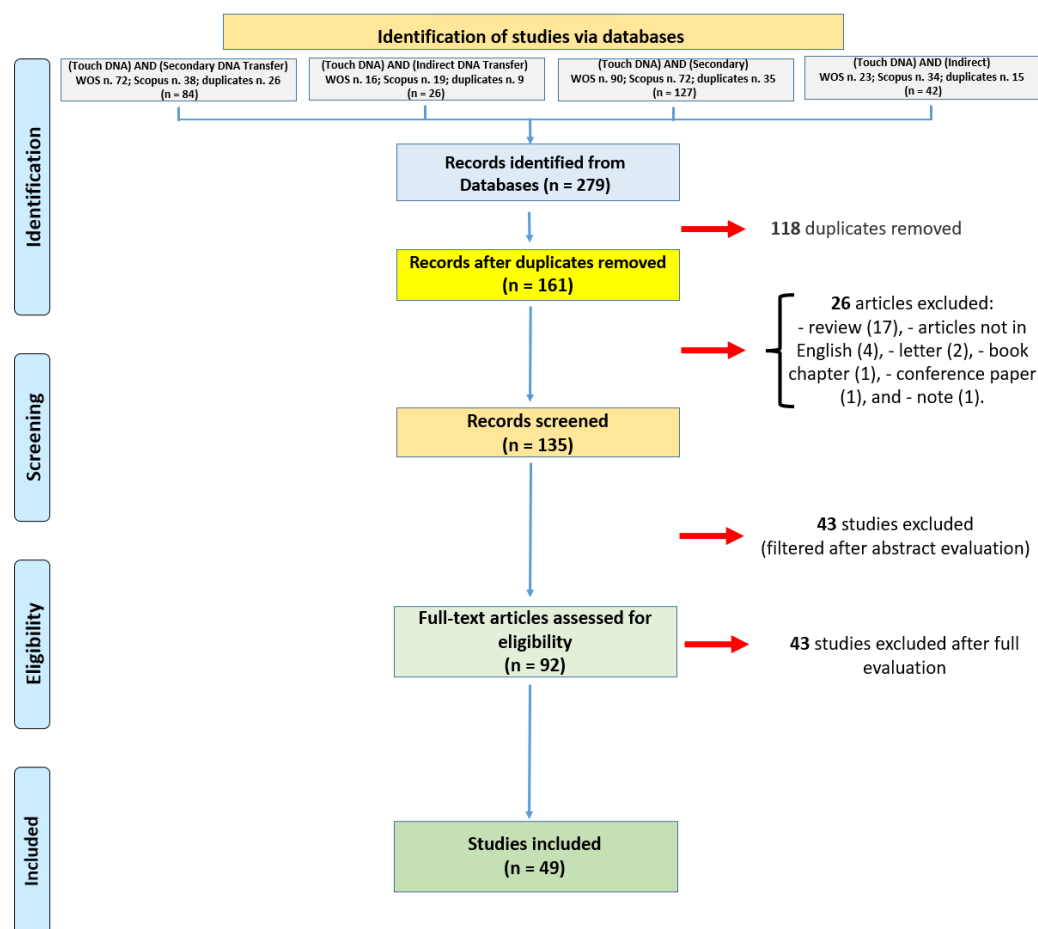 Identification of studies via databases
(Touch DNA) AND (Secondary DNA Transfer)
WOS n. 72; Scopus n. 38; duplicates n. 26
(n = 84)
(Touch DNA) AND (Indirect DNA Transfer)
WOS n. 16; Scopus n. 19; duplicates n. 9
(n = 26)
(Touch DNA) AND (Secondary)
WOS n. 90; Scopus n. 72; duplicates n. 35
(n = 127)
(Touch DNA) AND (Indirect)
WOS n. 23; Scopus n. 34; duplicates n. 15
(n = 42)
Identification
Records identified from
Databases (n = 279)
118 duplicates removed
Records after duplicates removed
(n = 161)
26 articles excluded:
- review (17), - articles not in
English (4), - letter (2), - book
chapter (1), - conference paper
(1), and - note (1).
Screening
Records screened
(n = 135)
43 studies excluded
(filtered after abstract evaluation)
Eligibility
Full-text articles assessed for
eligibility
(n = 92)
43 studies excluded after full
evaluation
Included
Studies included
(n = 49)